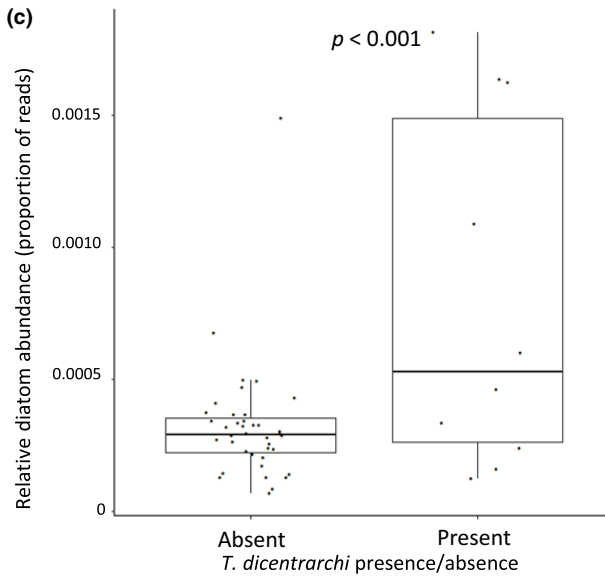 (c)
p < 0.001
Relative diatom abundance (proportion of reads)
0.0015
0.0010
0.0005
0
Absent
Present
T. dicentrarchi presence/absence